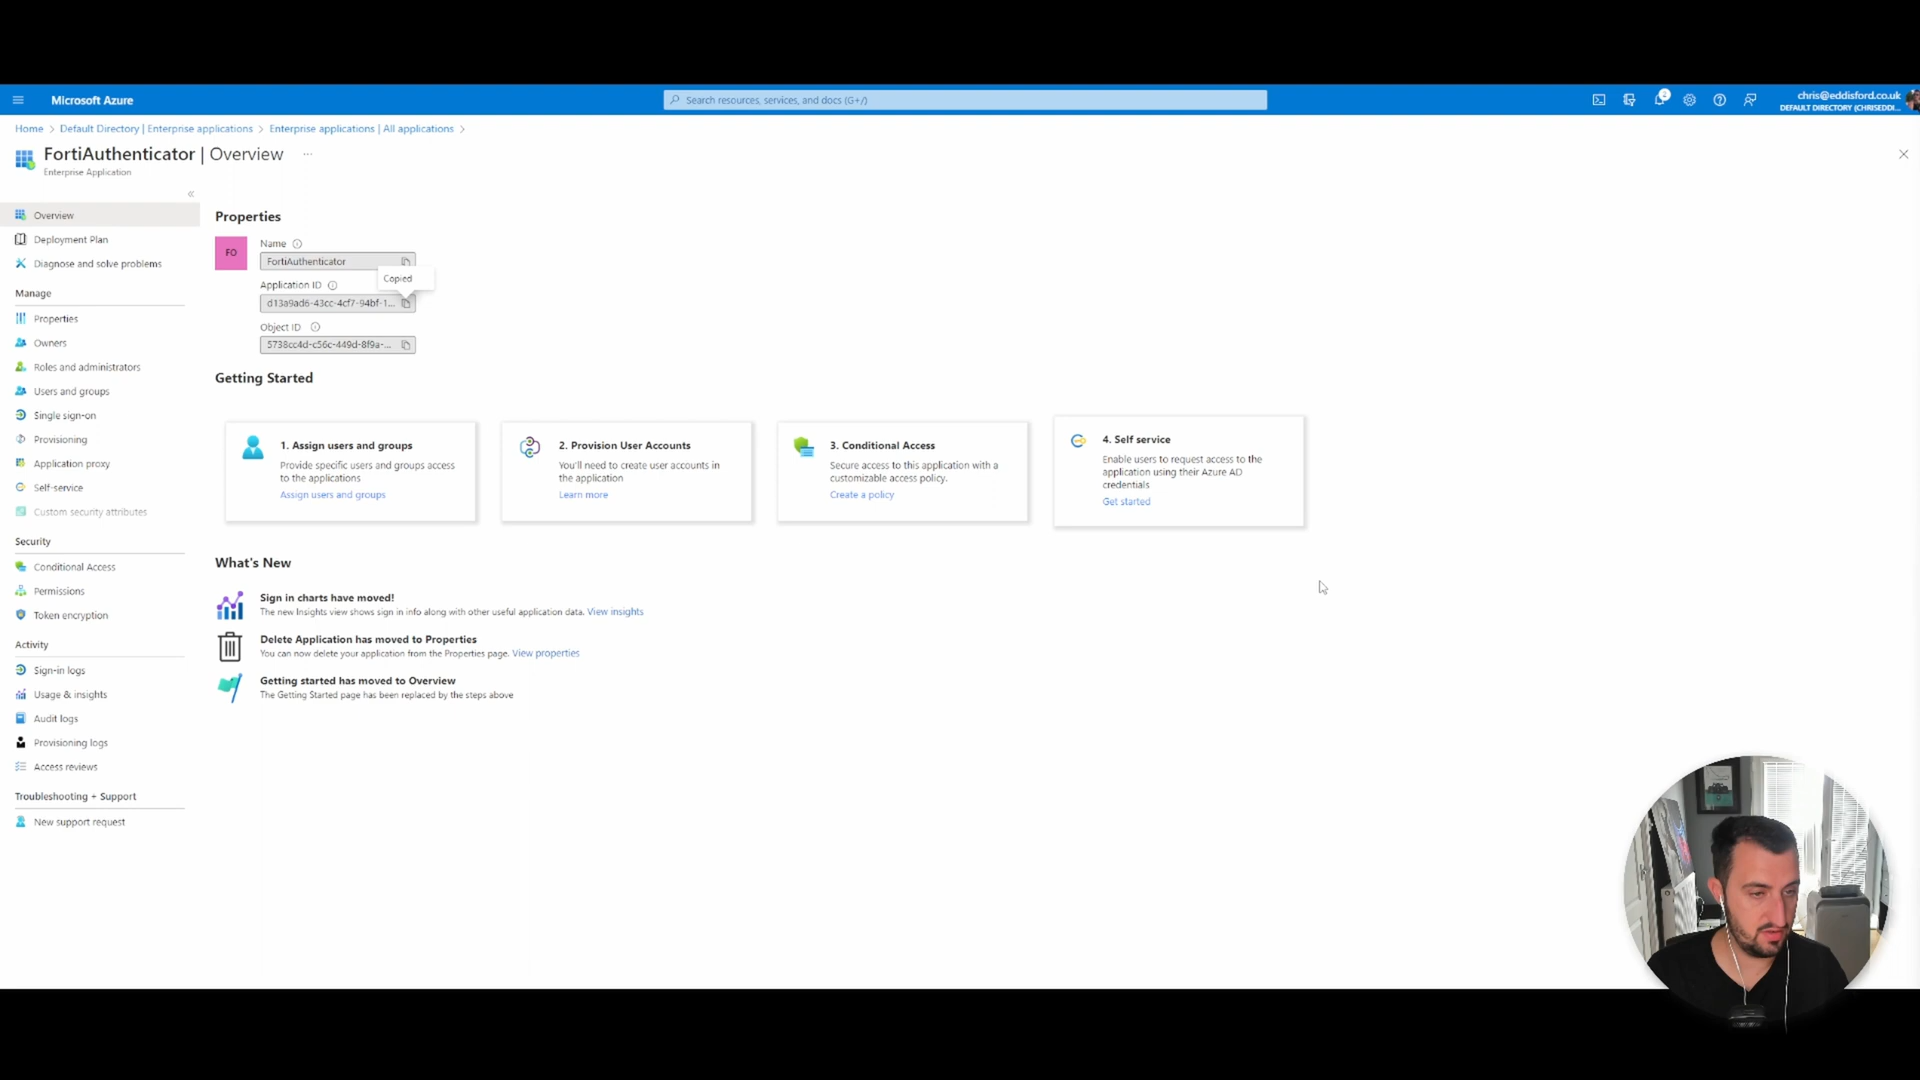 Microsoft Azure
Search resources, services, and docs (G+/)
2
chris@eddisford.co.uk
DEFAULT DIRECTORY (CHRISEDDI...
Home > Default Directory | Enterprise applications > Enterprise applications | All applications >
FortiAuthenticator | Overview ...
Enterprise Application
Overview
Deployment Plan
Diagnose and solve problems
Manage
Properties
Owners
Roles and administrators
Users and groups
Single sign-on
Provisioning
Application proxy
Self-service
Custom security attributes
Security
Conditional Access
Permissions
Token encryption
Activity
Sign-in logs
Usage & insights
Audit logs
Provisioning logs
Access reviews
Troubleshooting + Support
New support request
Properties
FO
Name
FortiAuthenticator
Copied
Application ID
d13a9ad6-43cc-4cf7-94bf-1...
Object ID
5738cc4d-c56c-449d-8f9a-...
Getting Started
1. Assign users and groups
Provide specific users and groups access
to the applications
Assign users and groups
2. Provision User Accounts
You'll need to create user accounts in
the application
Learn more
3. Conditional Access
Secure access to this application with a
customizable access policy.
Create a policy
4. Self service
Enable users to request access to the
application using their Azure AD
credentials
Get started
What's New
Sign in charts have moved!
The new Insights view shows sign in info along with other useful application data. View insights
Delete Application has moved to Properties
You can now delete your application from the Properties page. View properties
Getting started has moved to Overview
The Getting Started page has been replaced by the steps above